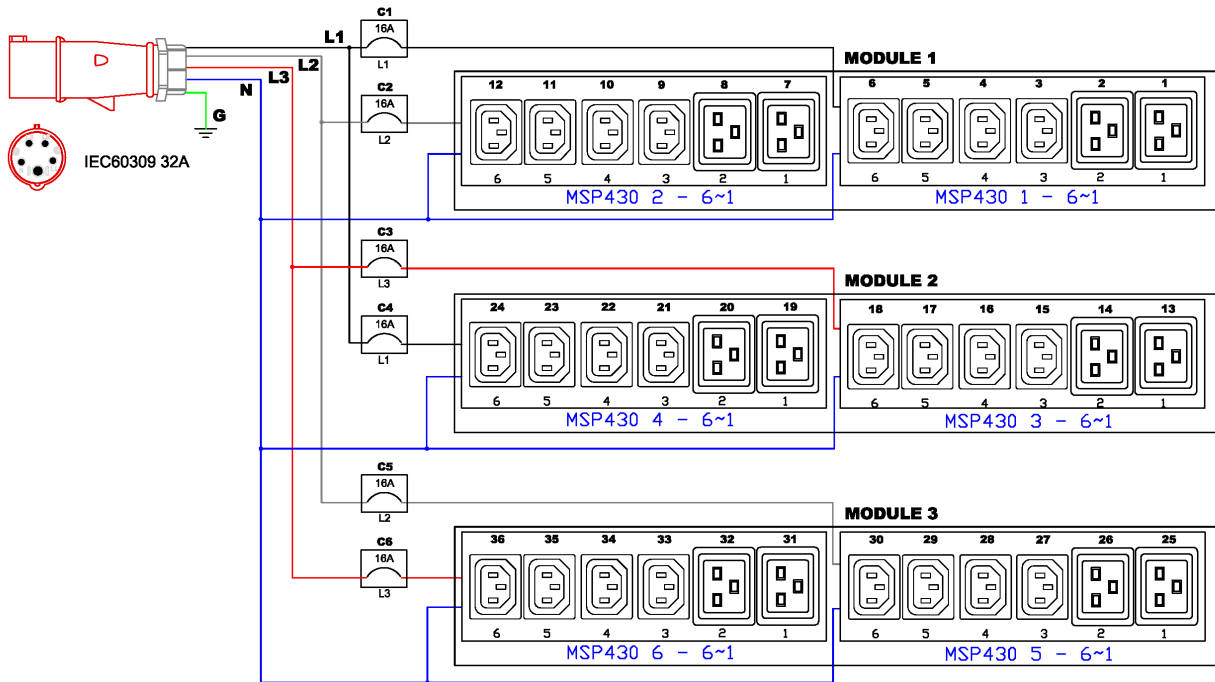 L1
L2
L3
N
G
IEC60309 32A
C1
16A
L1
C2
16A
L2
MODULE 1
12 11 10 9 8 7
6 5 4 3 2 1
MSP430 2 - 6~1
6 5 4 3 2 1
6 5 4 3 2 1
MSP430 1 - 6~1
C3
16A
L3
C4
16A
L1
MODULE 2
24 23 22 21 20 19
6 5 4 3 2 1
MSP430 4 - 6~1
18 17 16 15 14 13
6 5 4 3 2 1
MSP430 3 - 6~1
C5
16A
L2
C6
16A
L3
MODULE 3
36 35 34 33 32 31
6 5 4 3 2 1
MSP430 6 - 6~1
30 29 28 27 26 25
6 5 4 3 2 1
MSP430 5 - 6~1